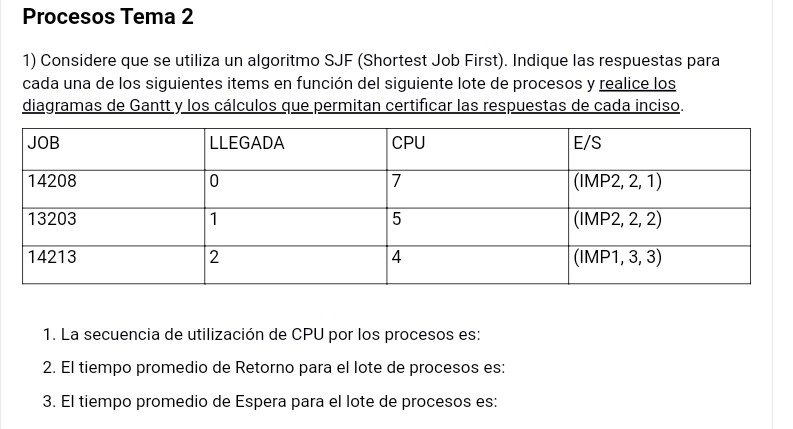 Procesos Tema 2
1) Considere que se utiliza un algoritmo SJF (Shortest Job First). Indique las respuestas para
cada una de los siguientes items en función del siguiente lote de procesos y realice los
diagramas de Gantt y los cálculos que permitan certificar las respuestas de cada inciso.
JOB LLEGADA CPU E/S
14208 0 7 (IMP2, 2, 1)
13203 1 5 (IMP2, 2, 2)
14213 2 4 (IMP1, 3, 3)
1. La secuencia de utilización de CPU por los procesos es:
2. El tiempo promedio de Retorno para el lote de procesos es:
3. El tiempo promedio de Espera para el lote de procesos es: